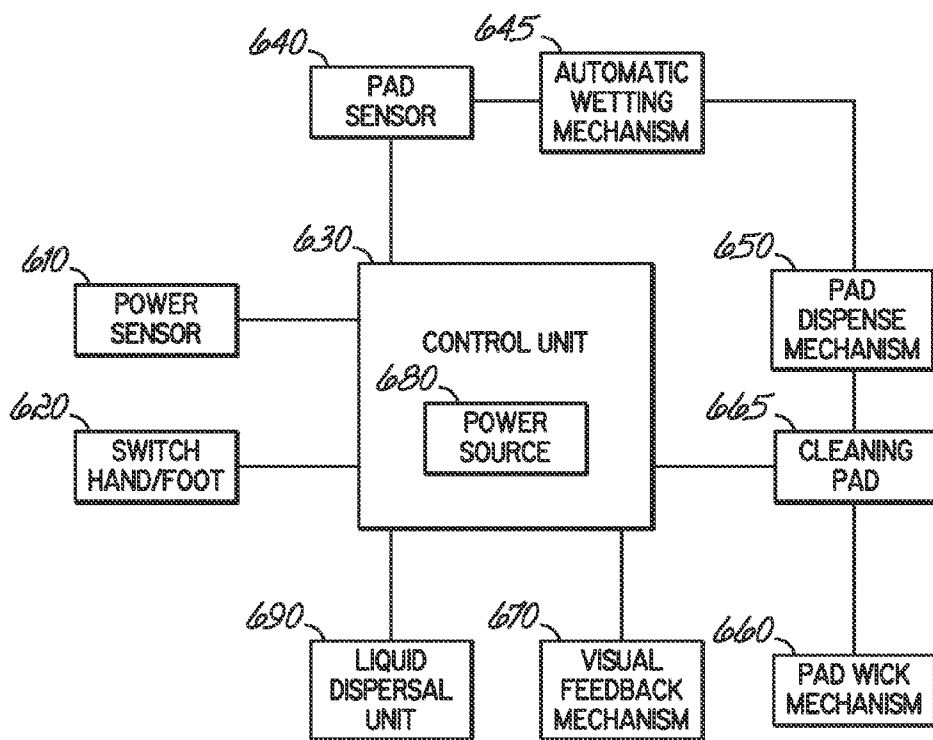 640
PAD
SENSOR
645
AUTOMATIC
WETTING
MECHANISM
610
POWER
SENSOR
630
CONTROL UNIT
680
POWER
SOURCE
650
PAD
DISPENSE
MECHANISM
620
SWITCH
HAND/FOOT
665
CLEANING
PAD
690
LIQUID
DISPERSAL
UNIT
670
VISUAL
FEEDBACK
MECHANISM
660
PAD WICK
MECHANISM